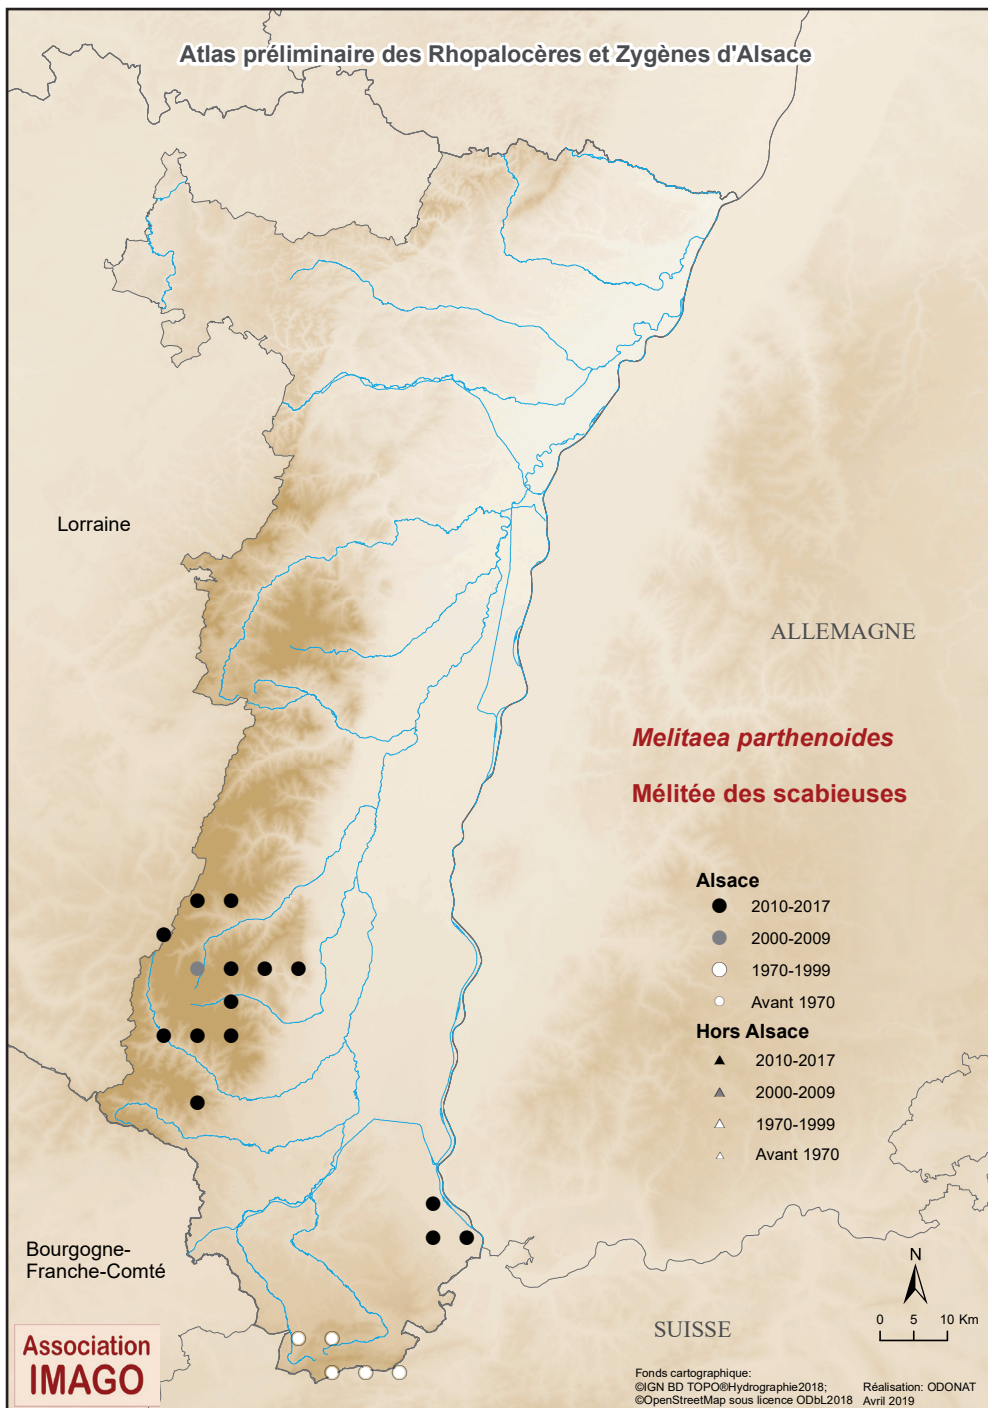 Atlas préliminaire des Rhopalocères et Zygènes d'Alsace
Lorraine
ALLEMAGNE
Melitaea parthenoides
Mélitée des scabieuses
Alsace
2010-2017
2000-2009
1970-1999
Avant 1970
Hors Alsace
2010-2017
2000-2009
1970-1999
Avant 1970
Bourgogne-
Franche-Comté
N
0 5 10 Km
SUISSE
Association
IMAGO
Fonds cartographique:
©IGN BD TOPO®Hydrographie2018;
©OpenStreetMap sous licence ODbL2018
Réalisation: ODONAT
Avril 2019